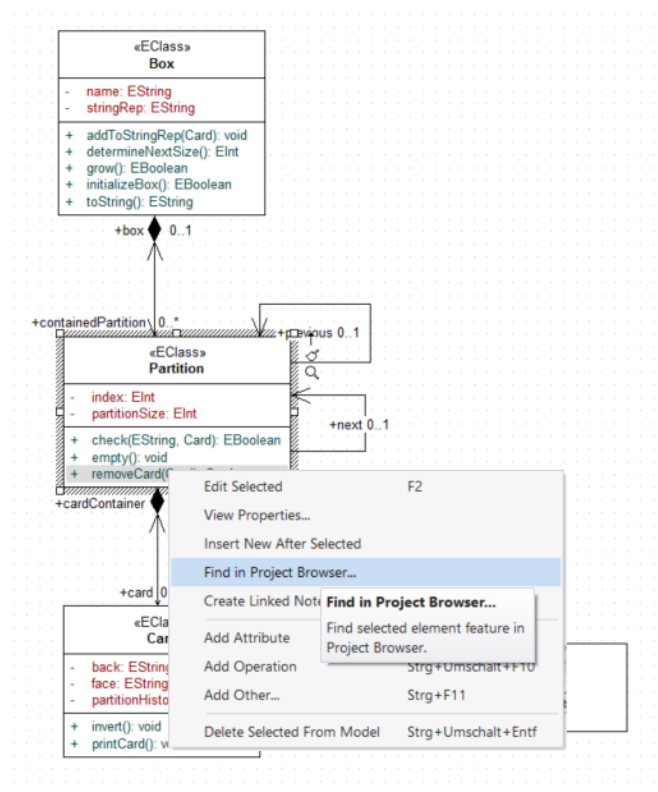 «EClass»
Box
- name: EString
- stringRep: EString
+ addToStringRep(Card): void
+ determineNextSize(): EInt
+ grow(): EBoolean
+ initializeBox(): EBoolean
+ toString(): EString
+box 0..1
+containedPartition 0..*
+previous 0..1
«EClass»
Partition
- index: EInt
- partitionSize: EInt
+ check(EString, Card): EBoolean
+ empty(): void
+ removeCard(
+next 0..1
+cardContainer
Edit Selected F2
View Properties...
Insert New After Selected
Find in Project Browser...
Create Linked Note
Find in Project Browser...
Find selected element feature in
Project Browser.
Add Attribute
Add Operation Strg+Umschalt+F10
Add Other... Strg+F11
Delete Selected From Model Strg+Umschalt+Entf
+card 0
«ECla
Car
- back: EString
- face: EString
- partitionHisto
+ invert(): void
+ printCard(): v